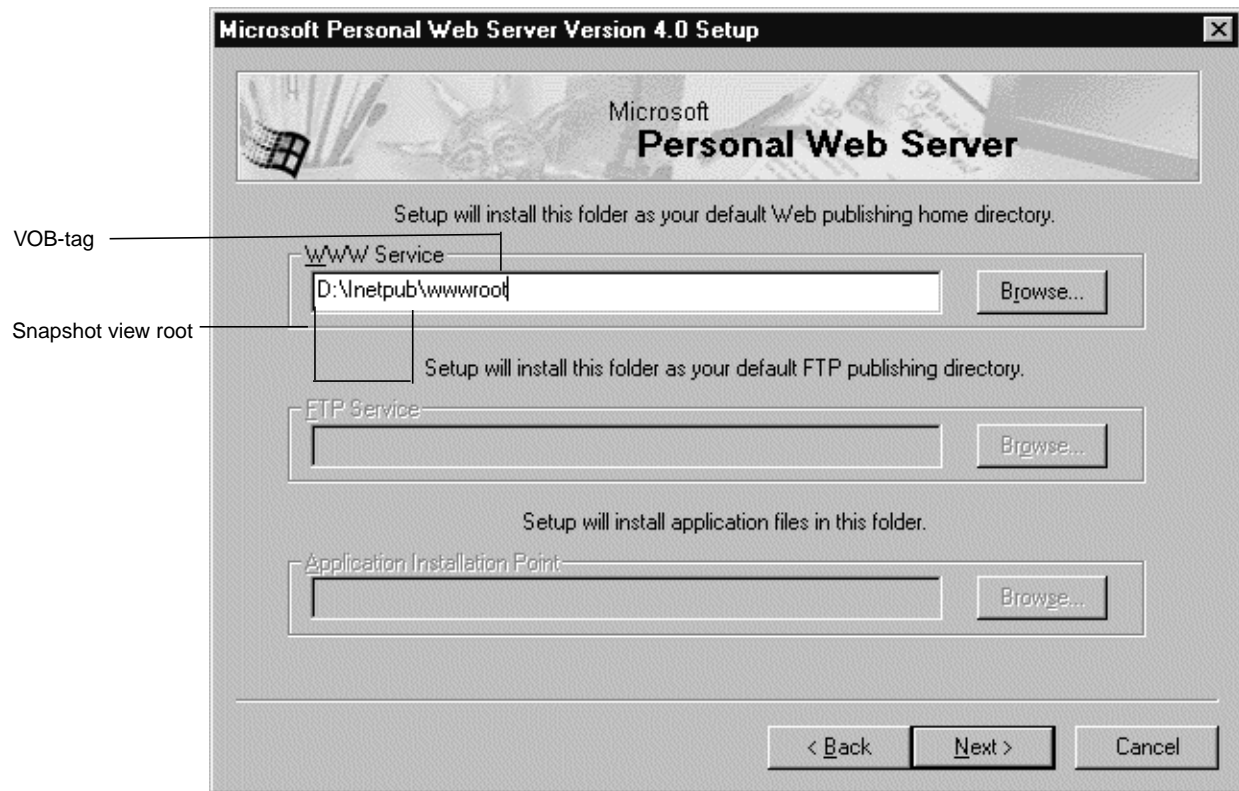 Microsoft Personal Web Server Version 4.0 Setup
Microsoft
Personal Web Server
Setup will install this folder as your default Web publishing home directory.
VOB-tag
WWW Service
D:\Inetpub\wwwroot
Browse...
Snapshot view root
Setup will install this folder as your default FTP publishing directory.
FTP Service
Browse...
Setup will install application files in this folder.
Application Installation Point
Browse...
< Back
Next >
Cancel